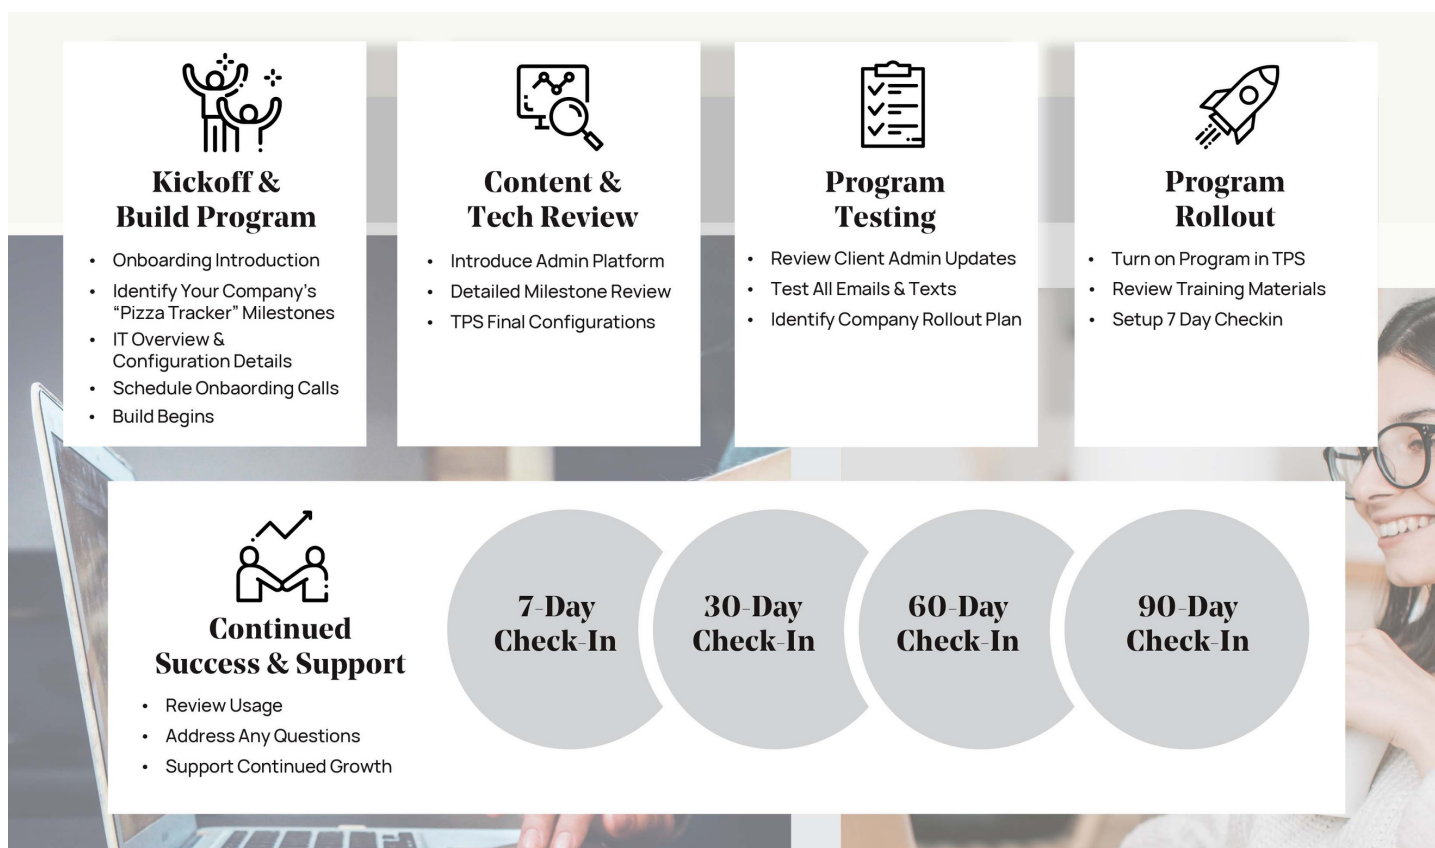 Kickoff &
Build Program
• Onboarding Introduction
• Identify Your Company's
"Pizza Tracker" Milestones
• IT Overview &
Configuration Details
• Schedule Onbaording Calls
• Build Begins
Content &
Tech Review
• Introduce Admin Platform
• Detailed Milestone Review
• TPS Final Configurations
Program
Testing
• Review Client Admin Updates
• Test All Emails & Texts
• Identify Company Rollout Plan
Program
Rollout
• Turn on Program in TPS
• Review Training Materials
• Setup 7 Day Checkin
Continued
Success & Support
• Review Usage
• Address Any Questions
• Support Continued Growth
7-Day
Check-In
30-Day
Check-In
60-Day
Check-In
90-Day
Check-In